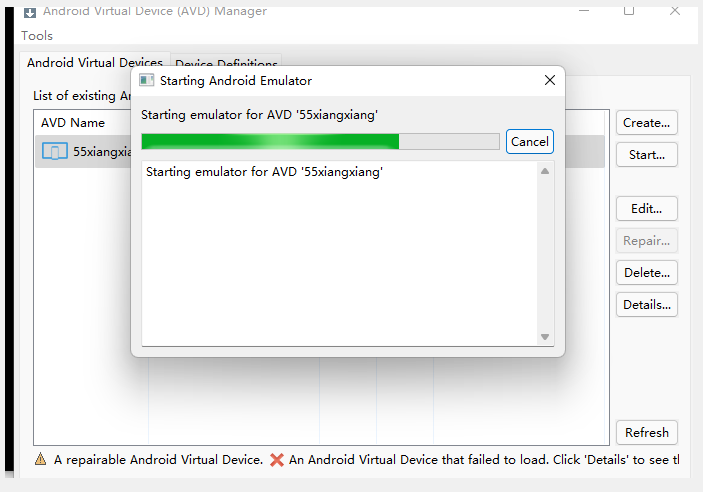 Android Virtual Device (AVD) Manager
Tools
Android Virtual Devices
Device Definitions
List of existing An
Starting Android Emulator
Starting emulator for AVD '55xiangxiang'
Cancel
Starting emulator for AVD '55xiangxiang'
AVD Name
55xiangxia
Create...
Start...
Edit...
Repair...
Delete...
Details...
Refresh
A repairable Android Virtual Device. An Android Virtual Device that failed to load. Click 'Details' to see th